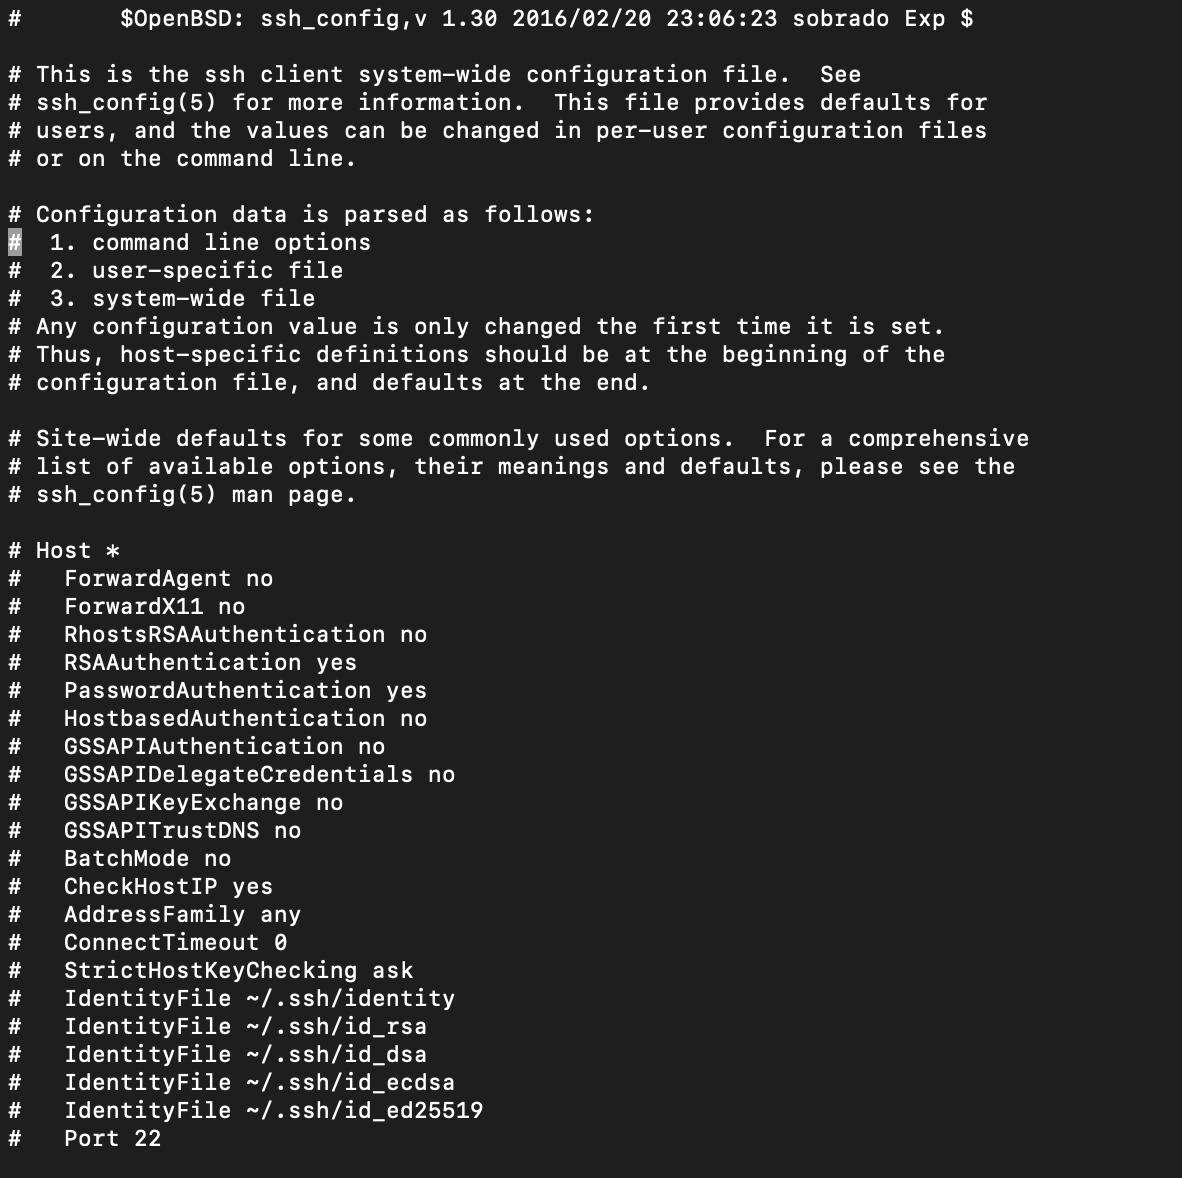 #       $OpenBSD: ssh_config,v 1.30 2016/02/20 23:06:23 sobrado Exp $

# This is the ssh client system-wide configuration file.  See
# ssh_config(5) for more information.  This file provides defaults for
# users, and the values can be changed in per-user configuration files
# or on the command line.

# Configuration data is parsed as follows:
#  1. command line options
#  2. user-specific file
#  3. system-wide file
# Any configuration value is only changed the first time it is set.
# Thus, host-specific definitions should be at the beginning of the
# configuration file, and defaults at the end.

# Site-wide defaults for some commonly used options.  For a comprehensive
# list of available options, their meanings and defaults, please see the
# ssh_config(5) man page.

# Host *
#   ForwardAgent no
#   ForwardX11 no
#   RhostsRSAAuthentication no
#   RSAAuthentication yes
#   PasswordAuthentication yes
#   HostbasedAuthentication no
#   GSSAPIAuthentication no
#   GSSAPIDelegateCredentials no
#   GSSAPIKeyExchange no
#   GSSAPITrustDNS no
#   BatchMode no
#   CheckHostIP yes
#   AddressFamily any
#   ConnectTimeout 0
#   StrictHostKeyChecking ask
#   IdentityFile ~/.ssh/identity
#   IdentityFile ~/.ssh/id_rsa
#   IdentityFile ~/.ssh/id_dsa
#   IdentityFile ~/.ssh/id_ecdsa
#   IdentityFile ~/.ssh/id_ed25519
#   Port 22